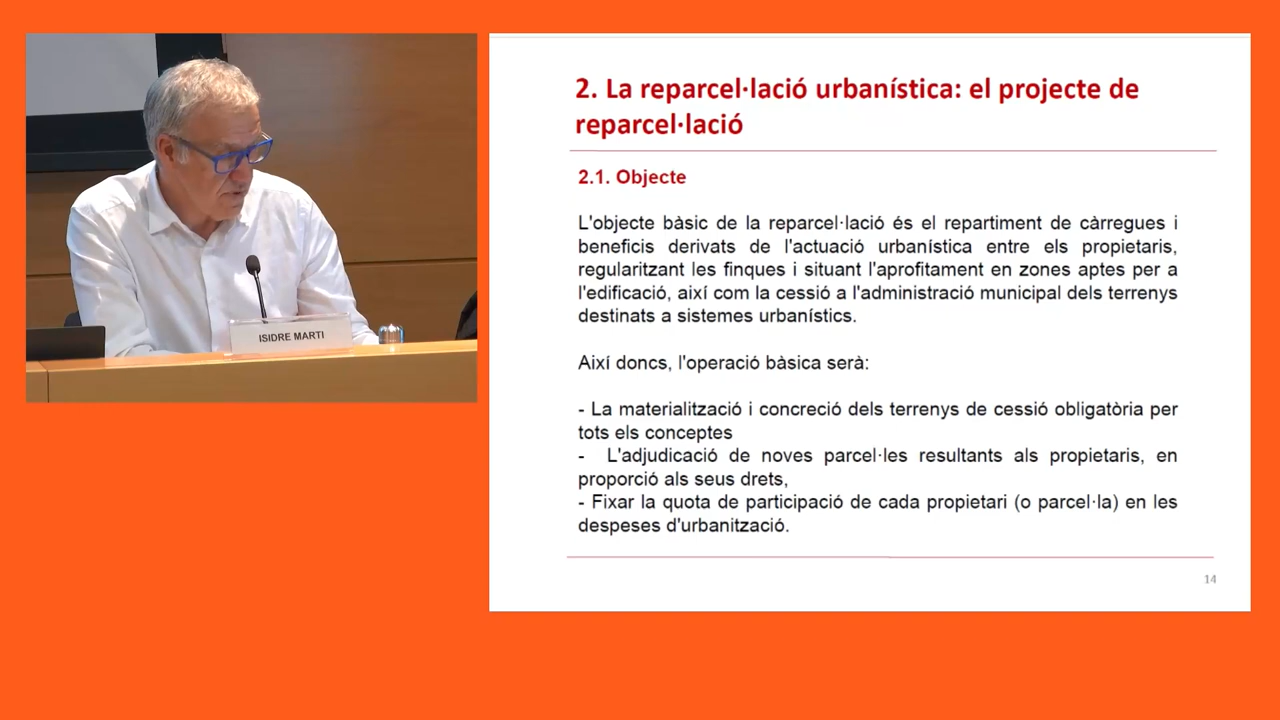 ISIDRE MARTI
2. La reparcel·lació urbanística: el projecte de
reparcel·lació
2.1. Objecte
L'objecte bàsic de la reparcel·lació és el repartiment de càrregues i
beneficis derivats de l'actuació urbanística entre els propietaris,
regularitzant les finques i situant l'aprofitament en zones aptes per a
l'edificació, així com la cessió a l'administració municipal dels terrenys
destinats a sistemes urbanístics.
Així doncs, l'operació bàsica serà:
- La materialització i concreció dels terrenys de cessió obligatòria per
tots els conceptes
- L'adjudicació de noves parcel·les resultants als propietaris, en
proporció als seus drets,
- Fixar la quota de participació de cada propietari (o parcel·la) en les
despeses d'urbanització.
14